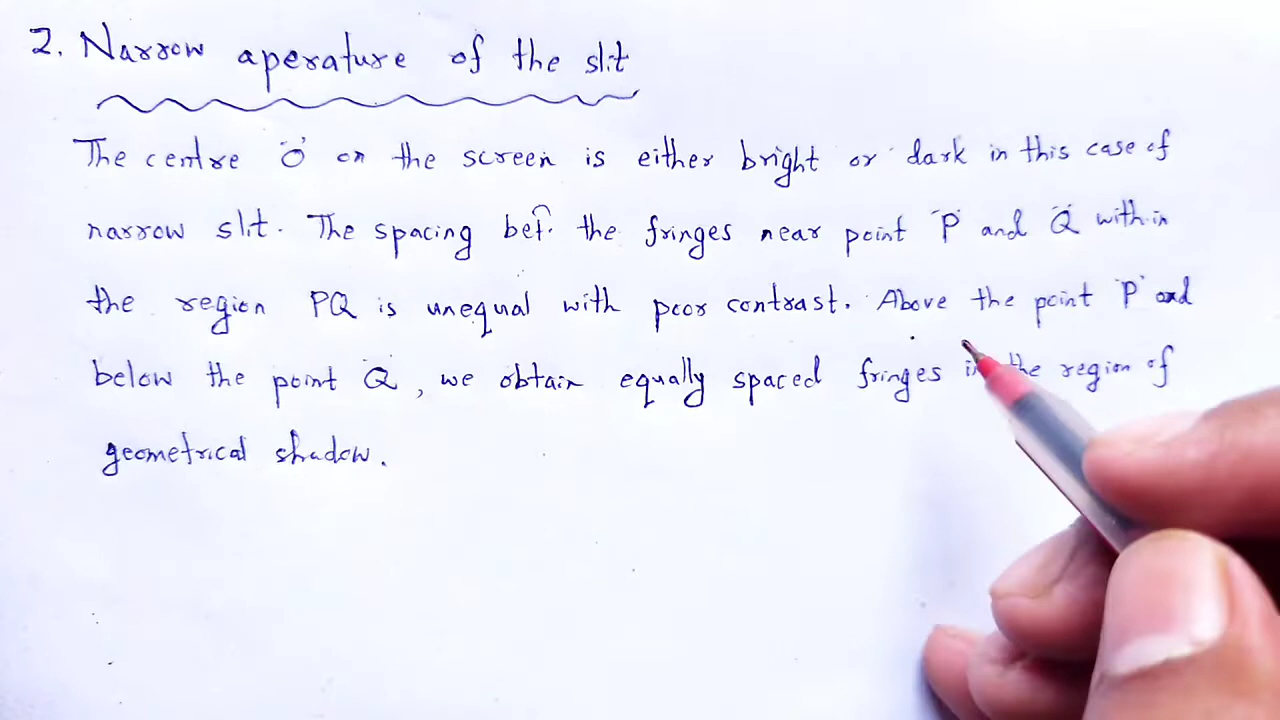 2. Narrow aperature of the slit
The centre "O" on the screen is either bright or dark in this case of
narrow slit. The spacing betn. the fringes near point "P" and "Q" within
the region PQ is unequal with poor contrast. Above the point "P" and
below the point "Q", we obtain equally spaced fringes in the region of
geometrical shadow.